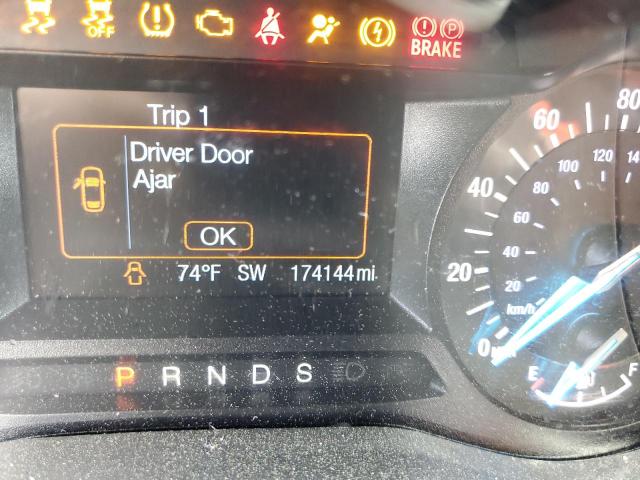 OFF
BRAKE
P
Trip 1
Driver Door
Ajar
OK
74°F SW 174144mi
P R N D S
0 20 40 60 80
20 40 60 80 100 120
km/h
E F